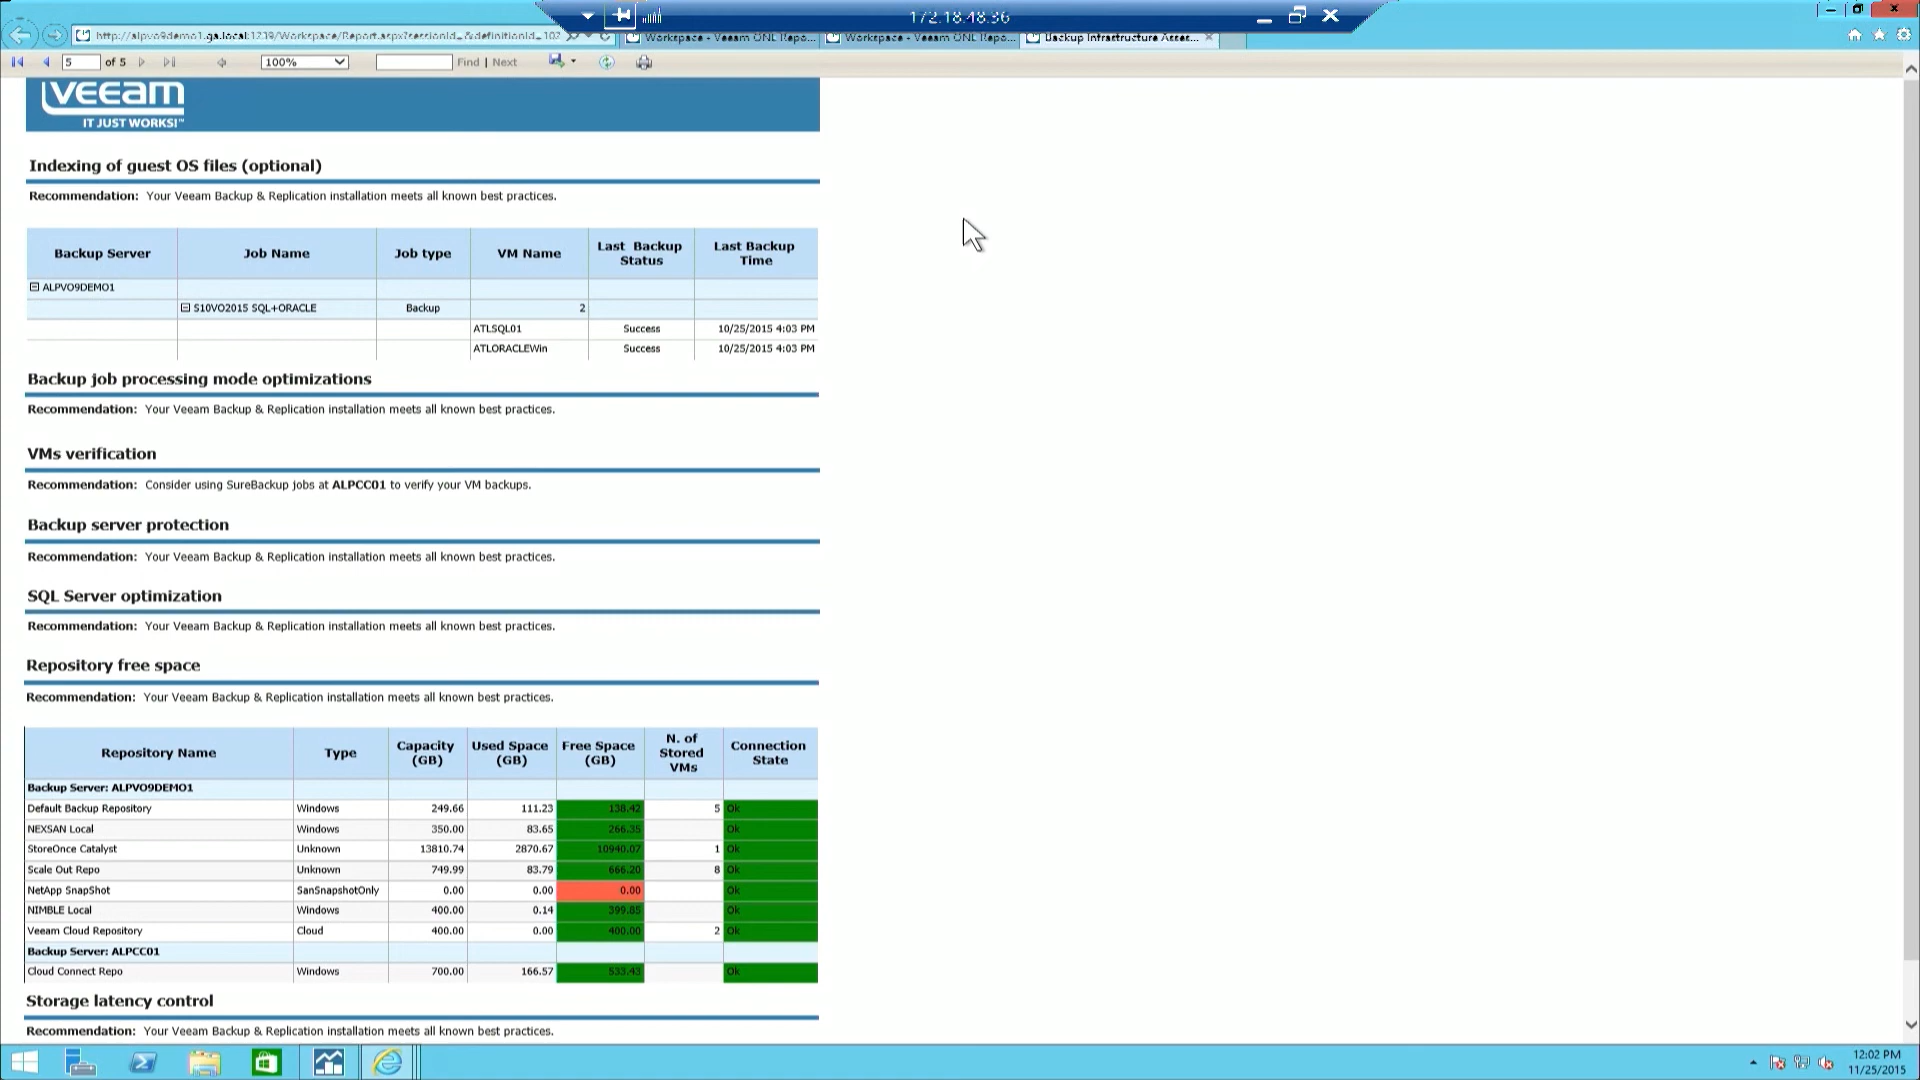 172.18.48.36
http://alpvo9demo1.ga.local:1239/Workspace/Report.aspx?sessionId_&definitionId_102
Workspace - Veeam ONE Repo...
Workspace - Veeam ONE Repo...
Backup Infrastructure Asses...
5 of 5 100% Find | Next
veeam
IT JUST WORKS!™
Indexing of guest OS files (optional)
Recommendation: Your Veeam Backup & Replication installation meets all known best practices.
Backup Server Job Name Job type VM Name Last Backup Status Last Backup Time
ALPVO9DEMO1
S10VO2015 SQL+ORACLE Backup 2
ATLSQL01 Success 10/25/2015 4:03 PM
ATLORACLEWin Success 10/25/2015 4:03 PM
Backup job processing mode optimizations
Recommendation: Your Veeam Backup & Replication installation meets all known best practices.
VMs verification
Recommendation: Consider using SureBackup jobs at ALPCC01 to verify your VM backups.
Backup server protection
Recommendation: Your Veeam Backup & Replication installation meets all known best practices.
SQL Server optimization
Recommendation: Your Veeam Backup & Replication installation meets all known best practices.
Repository free space
Recommendation: Your Veeam Backup & Replication installation meets all known best practices.
Repository Name Type Capacity (GB) Used Space (GB) Free Space (GB) N. of Stored VMs Connection State
Backup Server: ALPVO9DEMO1
Default Backup Repository Windows 249.66 111.23 138.42 5 Ok
NEXSAN Local Windows 350.00 83.65 266.35 Ok
StoreOnce Catalyst Unknown 13810.74 2870.67 10940.07 1 Ok
Scale Out Repo Unknown 749.99 83.79 666.20 8 Ok
NetApp SnapShot SanSnapshotOnly 0.00 0.00 0.00 Ok
NIMBLE Local Windows 400.00 0.14 399.85 Ok
Veeam Cloud Repository Cloud 400.00 0.00 400.00 2 Ok
Backup Server: ALPCC01
Cloud Connect Repo Windows 700.00 166.57 533.43 Ok
Storage latency control
Recommendation: Your Veeam Backup & Replication installation meets all known best practices.
12:02 PM
11/25/2015